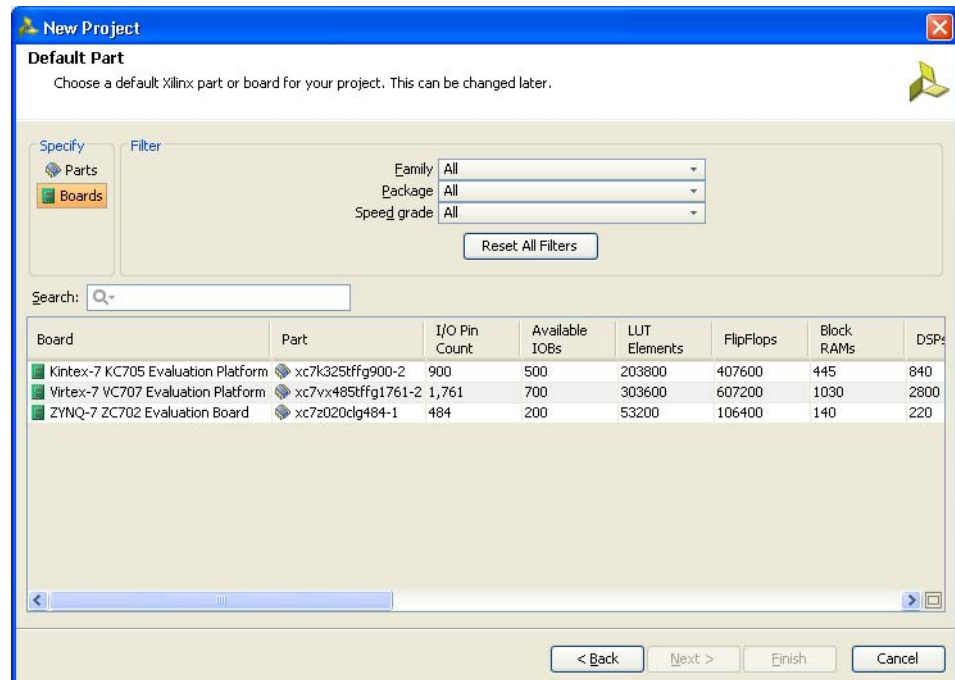 New Project
Default Part
Choose a default Xilinx part or board for your project. This can be changed later.
Specify
Filter
Parts
Boards
Family All
Package All
Speed grade All
Reset All Filters
Search:
Board Part I/O Pin Count Available IOBs LUT Elements FlipFlops Block RAMs DSPs
Kintex-7 KC705 Evaluation Platform xc7k325tffg900-2 900 500 203800 407600 445 840
Virtex-7 VC707 Evaluation Platform xc7vx485tffg1761-2 1,761 700 303600 607200 1030 2800
ZYNQ-7 ZC702 Evaluation Board xc7z020clg484-1 484 200 53200 106400 140 220
< Back Next > Finish Cancel